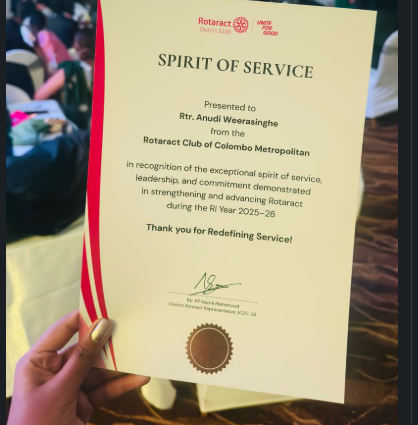 Rotaract
District 3220
UNITE
FOR
GOOD
SPIRIT OF SERVICE
Presented to
Rtr. Anudi Weerasinghe
from the
Rotaract Club of Colombo Metropolitan
in recognition of the exceptional spirit of service,
leadership, and commitment demonstrated
in strengthening and advancing Rotaract
during the RI Year 2025–26
Thank you for Redefining Service!
Rtr. PP
District Rotaract Representative 2025-26